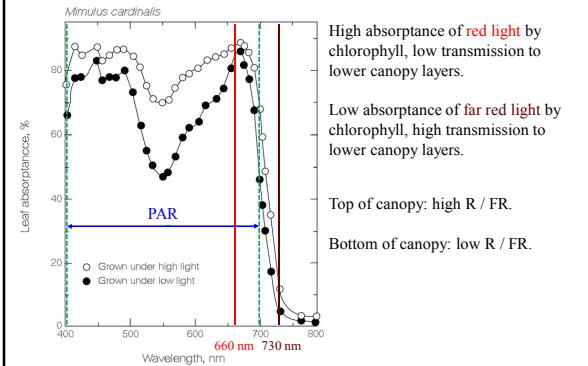 Mimulus cardinalis
High absorptance of red light by
chlorophyll, low transmission to
lower canopy layers.
Low absorptance of far red light by
chlorophyll, high transmission to
lower canopy layers.
Top of canopy: high R / FR.
Bottom of canopy: low R / FR.
Leaf absorptancce, %
80
60
40
20
0
PAR
Grown under high light
Grown under low light
400
500
600
700
800
660 nm
730 nm
Wavelength, nm